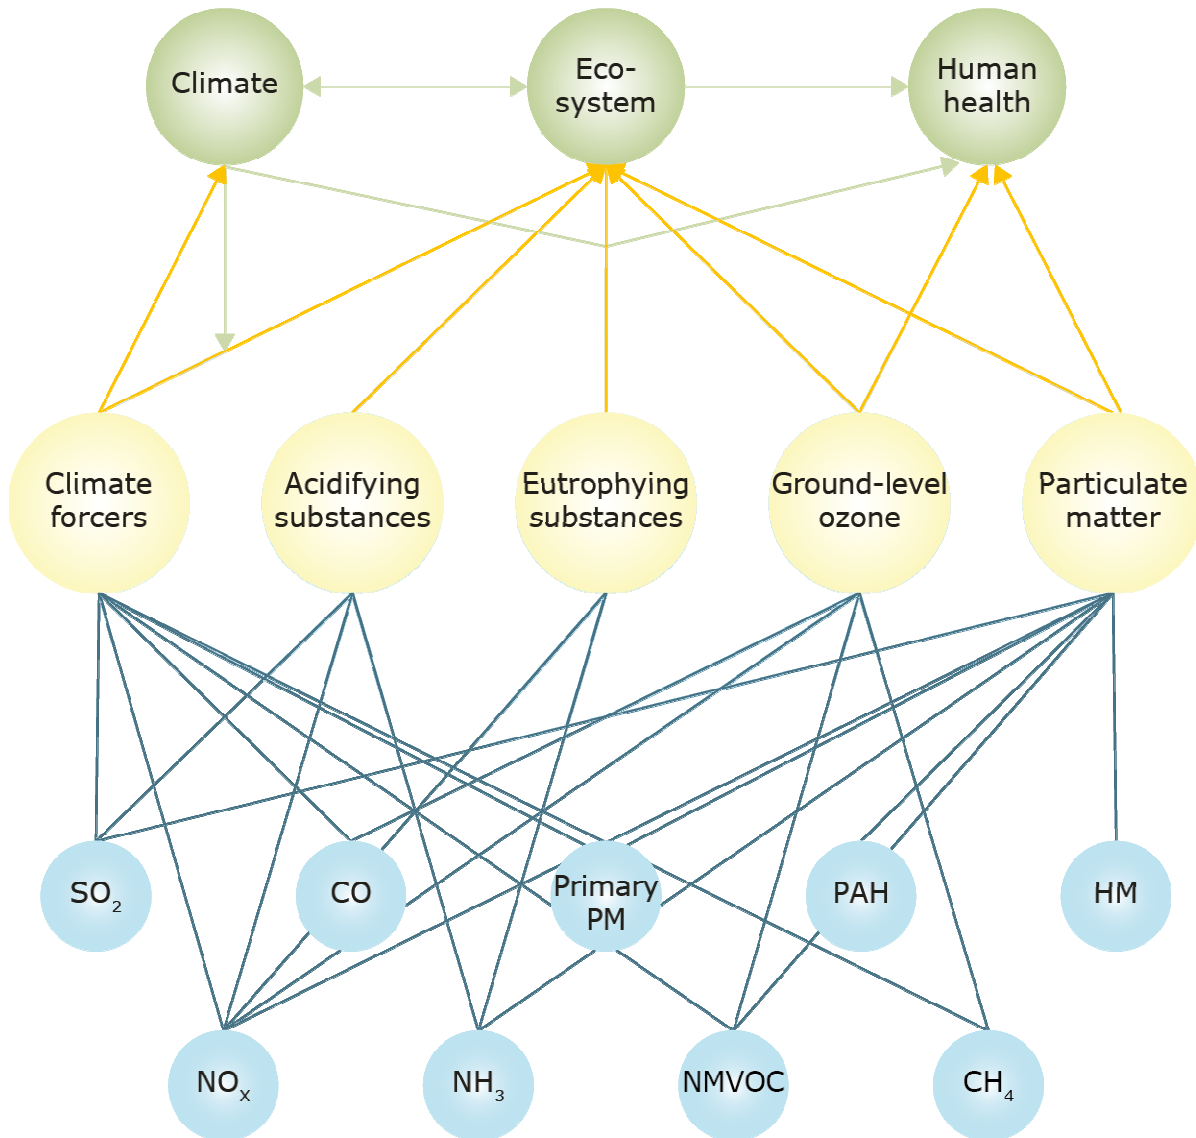 Climate
Eco-
system
Human
health
Climate
forcers
Acidifying
substances
Eutrophying
substances
Ground-level
ozone
Particulate
matter
SO₂
CO
Primary
PM
PAH
HM
NOₓ
NH₃
NMVOC
CH₄